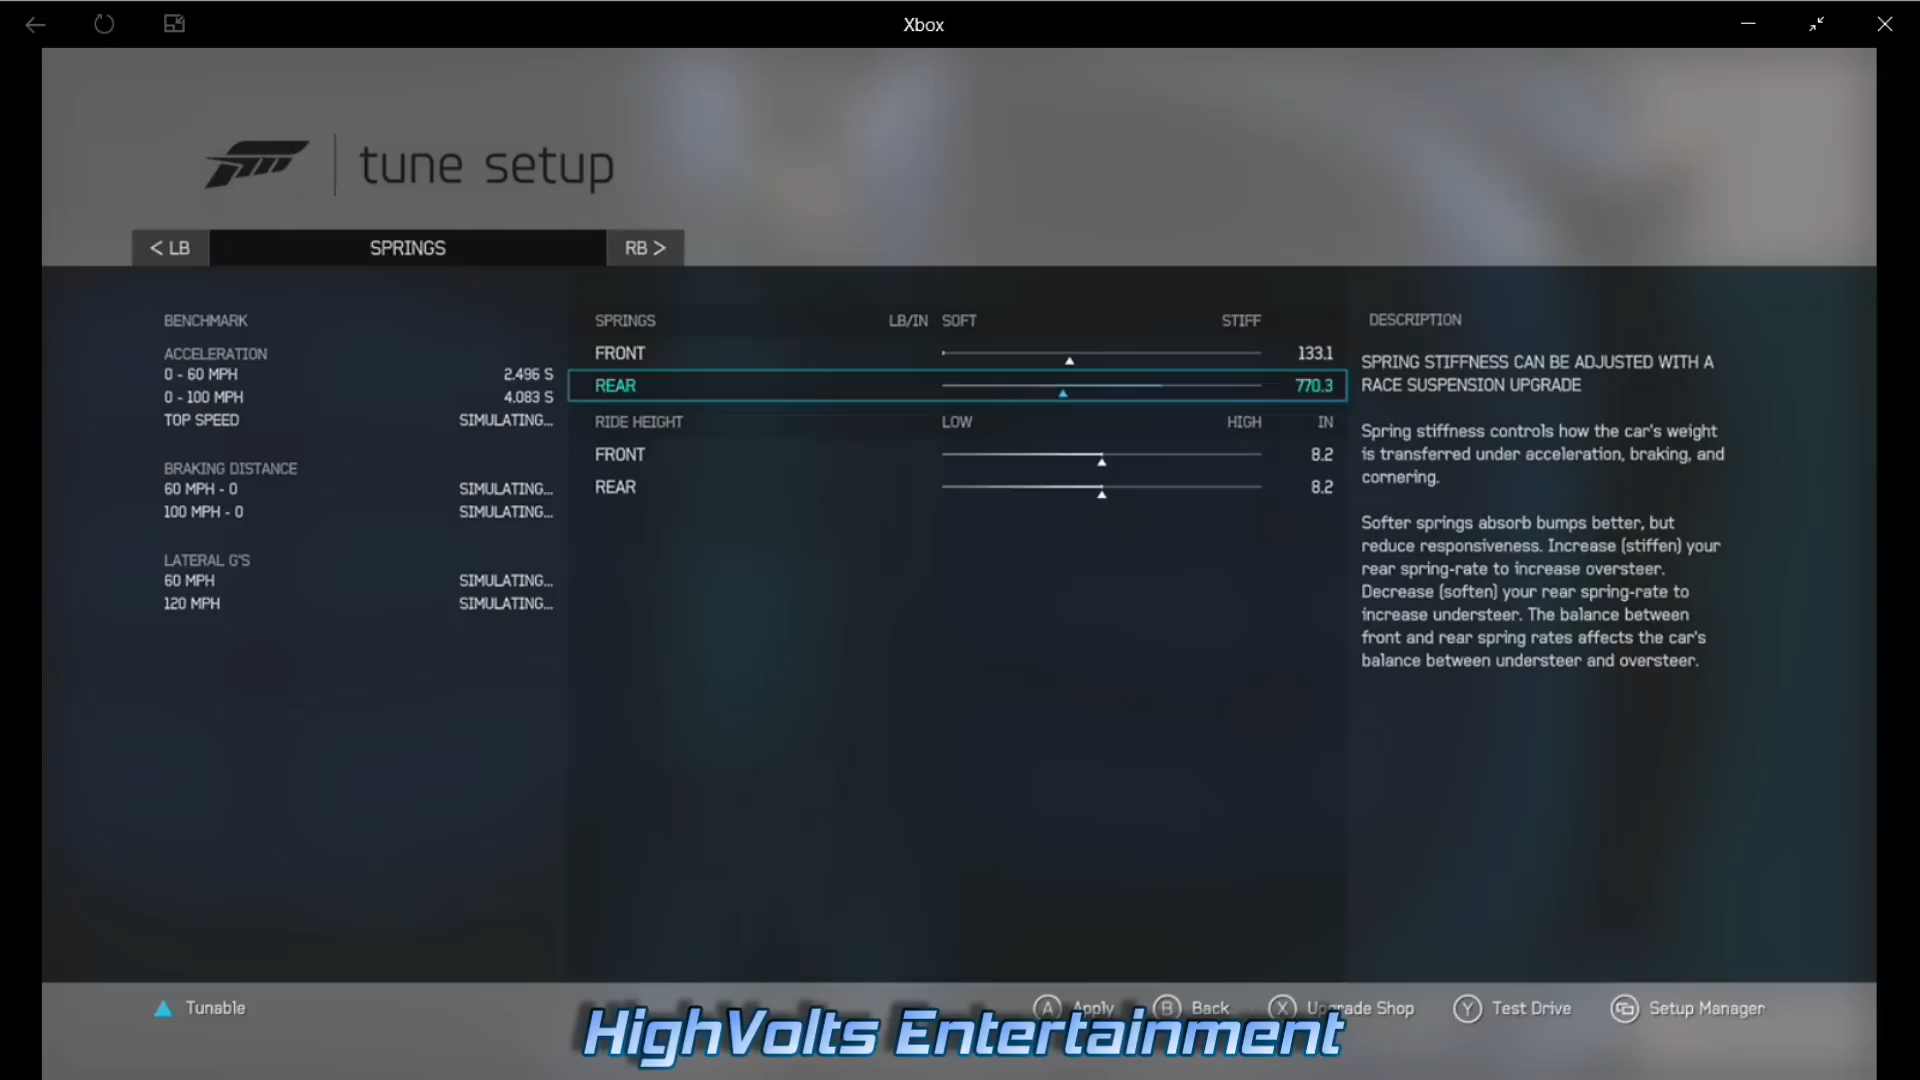 Xbox
tune setup
< LB SPRINGS RB >
BENCHMARK
ACCELERATION
0 - 60 MPH 2.496 S
0 - 100 MPH 4.083 S
TOP SPEED SIMULATING...
BRAKING DISTANCE
60 MPH - 0 SIMULATING...
100 MPH - 0 SIMULATING...
LATERAL G'S
60 MPH SIMULATING...
120 MPH SIMULATING...
SPRINGS LB/IN SOFT STIFF
FRONT 133.1
REAR 770.3
RIDE HEIGHT LOW HIGH IN
FRONT 8.2
REAR 8.2
DESCRIPTION
SPRING STIFFNESS CAN BE ADJUSTED WITH A
RACE SUSPENSION UPGRADE
Spring stiffness controls how the car's weight
is transferred under acceleration, braking, and
cornering.
Softer springs absorb bumps better, but
reduce responsiveness. Increase (stiffen) your
rear spring-rate to increase oversteer.
Decrease (soften) your rear spring-rate to
increase understeer. The balance between
front and rear spring rates affects the car's
balance between understeer and oversteer.
Tunable
A Apply B Back X Upgrade Shop Y Test Drive Setup Manager
HighVolts Entertainment